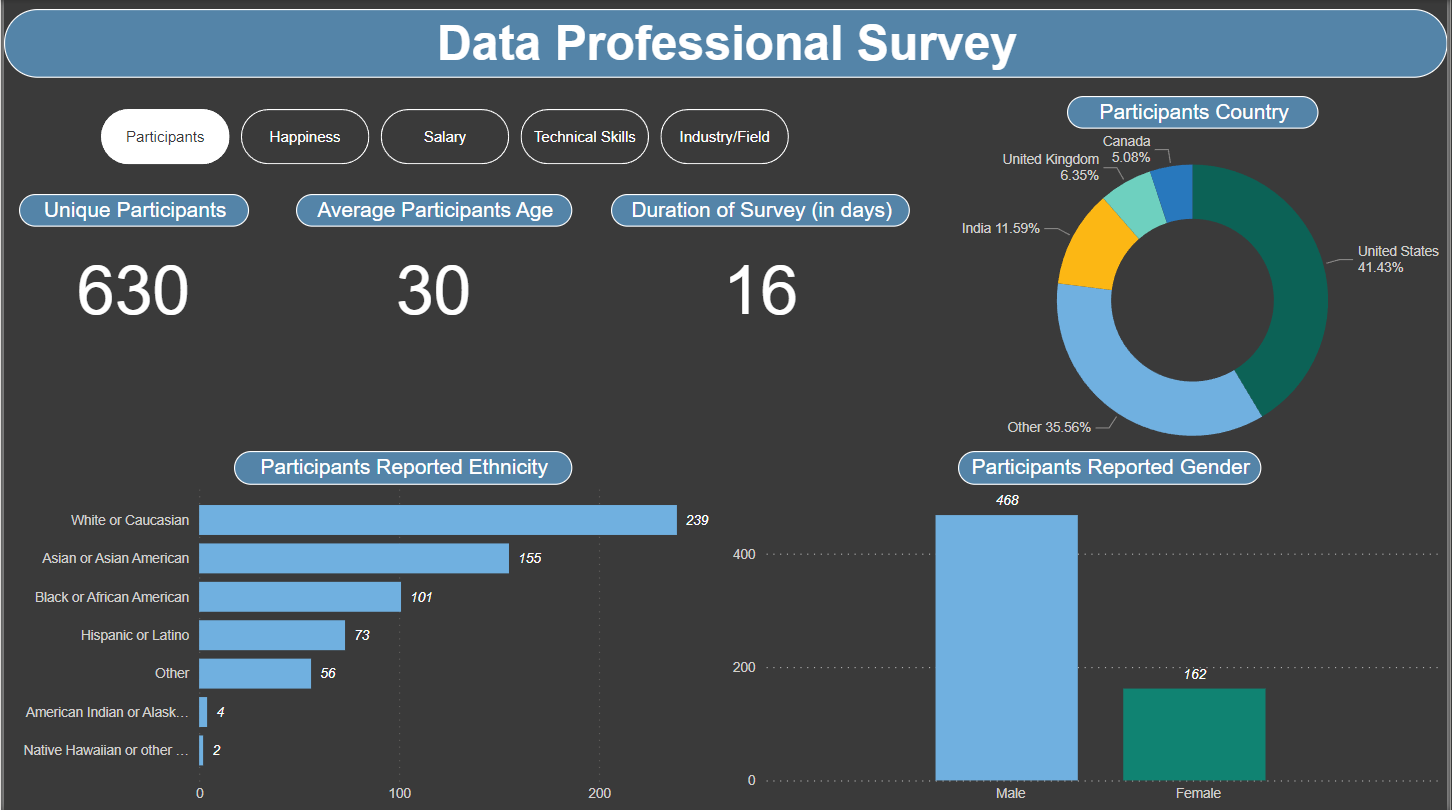 Data Professional Survey
Participants
Happiness
Salary
Technical Skills
Industry/Field
Unique Participants
630
Average Participants Age
30
Duration of Survey (in days)
16
Participants Country
Canada
5.08%
United Kingdom
6.35%
India 11.59%
United States
41.43%
Other 35.56%
Participants Reported Ethnicity
White or Caucasian 239
Asian or Asian American 155
Black or African American 101
Hispanic or Latino 73
Other 56
American Indian or Alask... 4
Native Hawaiian or other ... 2
0 100 200
Participants Reported Gender
468
400
200
162
0
Male Female